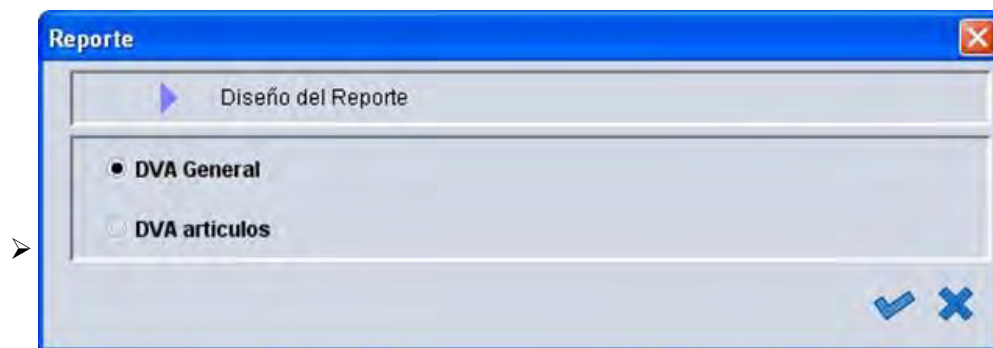 Reporte
Diseño del Reporte
DVA General
DVA articulos